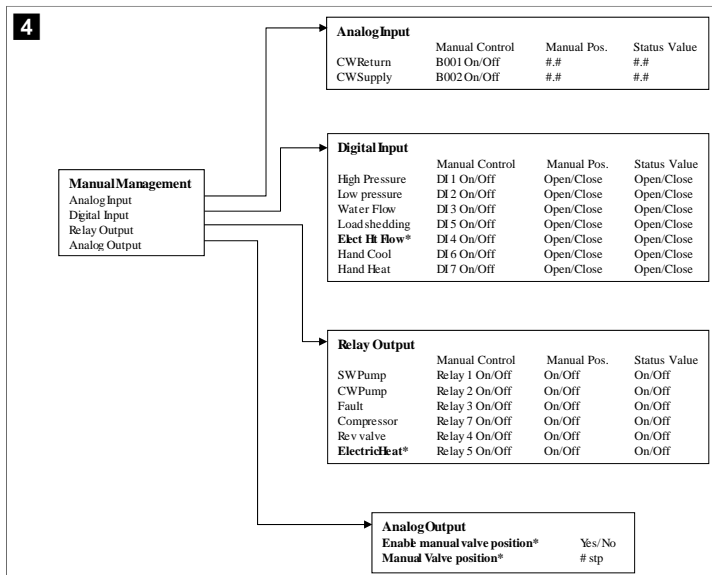 4
Analog Input
Manual Control Manual Pos. Status Value
CWReturn B001 On/Off #.# #.#
CWSupply B002 On/Off #.# #.#
Digital Input
Manual Control Manual Pos. Status Value
High Pressure DI 1 On/Off Open/Close Open/Close
Low pressure DI 2 On/Off Open/Close Open/Close
Water Flow DI 3 On/Off Open/Close Open/Close
Load shedding DI 5 On/Off Open/Close Open/Close
Elect Ht Flow* DI 4 On/Off Open/Close Open/Close
Hand Cool DI 6 On/Off Open/Close Open/Close
Hand Heat DI 7 On/Off Open/Close Open/Close
Manual Management
Analog Input
Digital Input
Relay Output
Analog Output
Relay Output
Manual Control Manual Pos. Status Value
SWPump Relay 1 On/Off On/Off On/Off
CWPump Relay 2 On/Off On/Off On/Off
Fault Relay 3 On/Off On/Off On/Off
Compressor Relay 7 On/Off On/Off On/Off
Rev valve Relay 4 On/Off On/Off On/Off
ElectricHeat* Relay 5 On/Off On/Off On/Off
Analog Output
Enable manual valve position* Yes/No
Manual Valve position* # stp